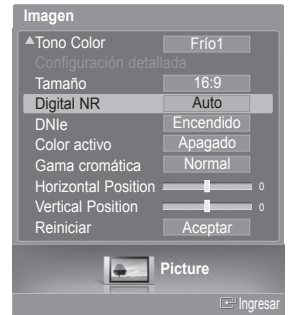 Imagen
▲Tono Color Frío1
Configuración detallada
Tamaño 16:9
Digital NR Auto
DNIe Encendido
Color activo Apagado
Gama cromática Normal
Horizontal Position 0
Vertical Position 0
Reiniciar Aceptar
Picture
Ingresar